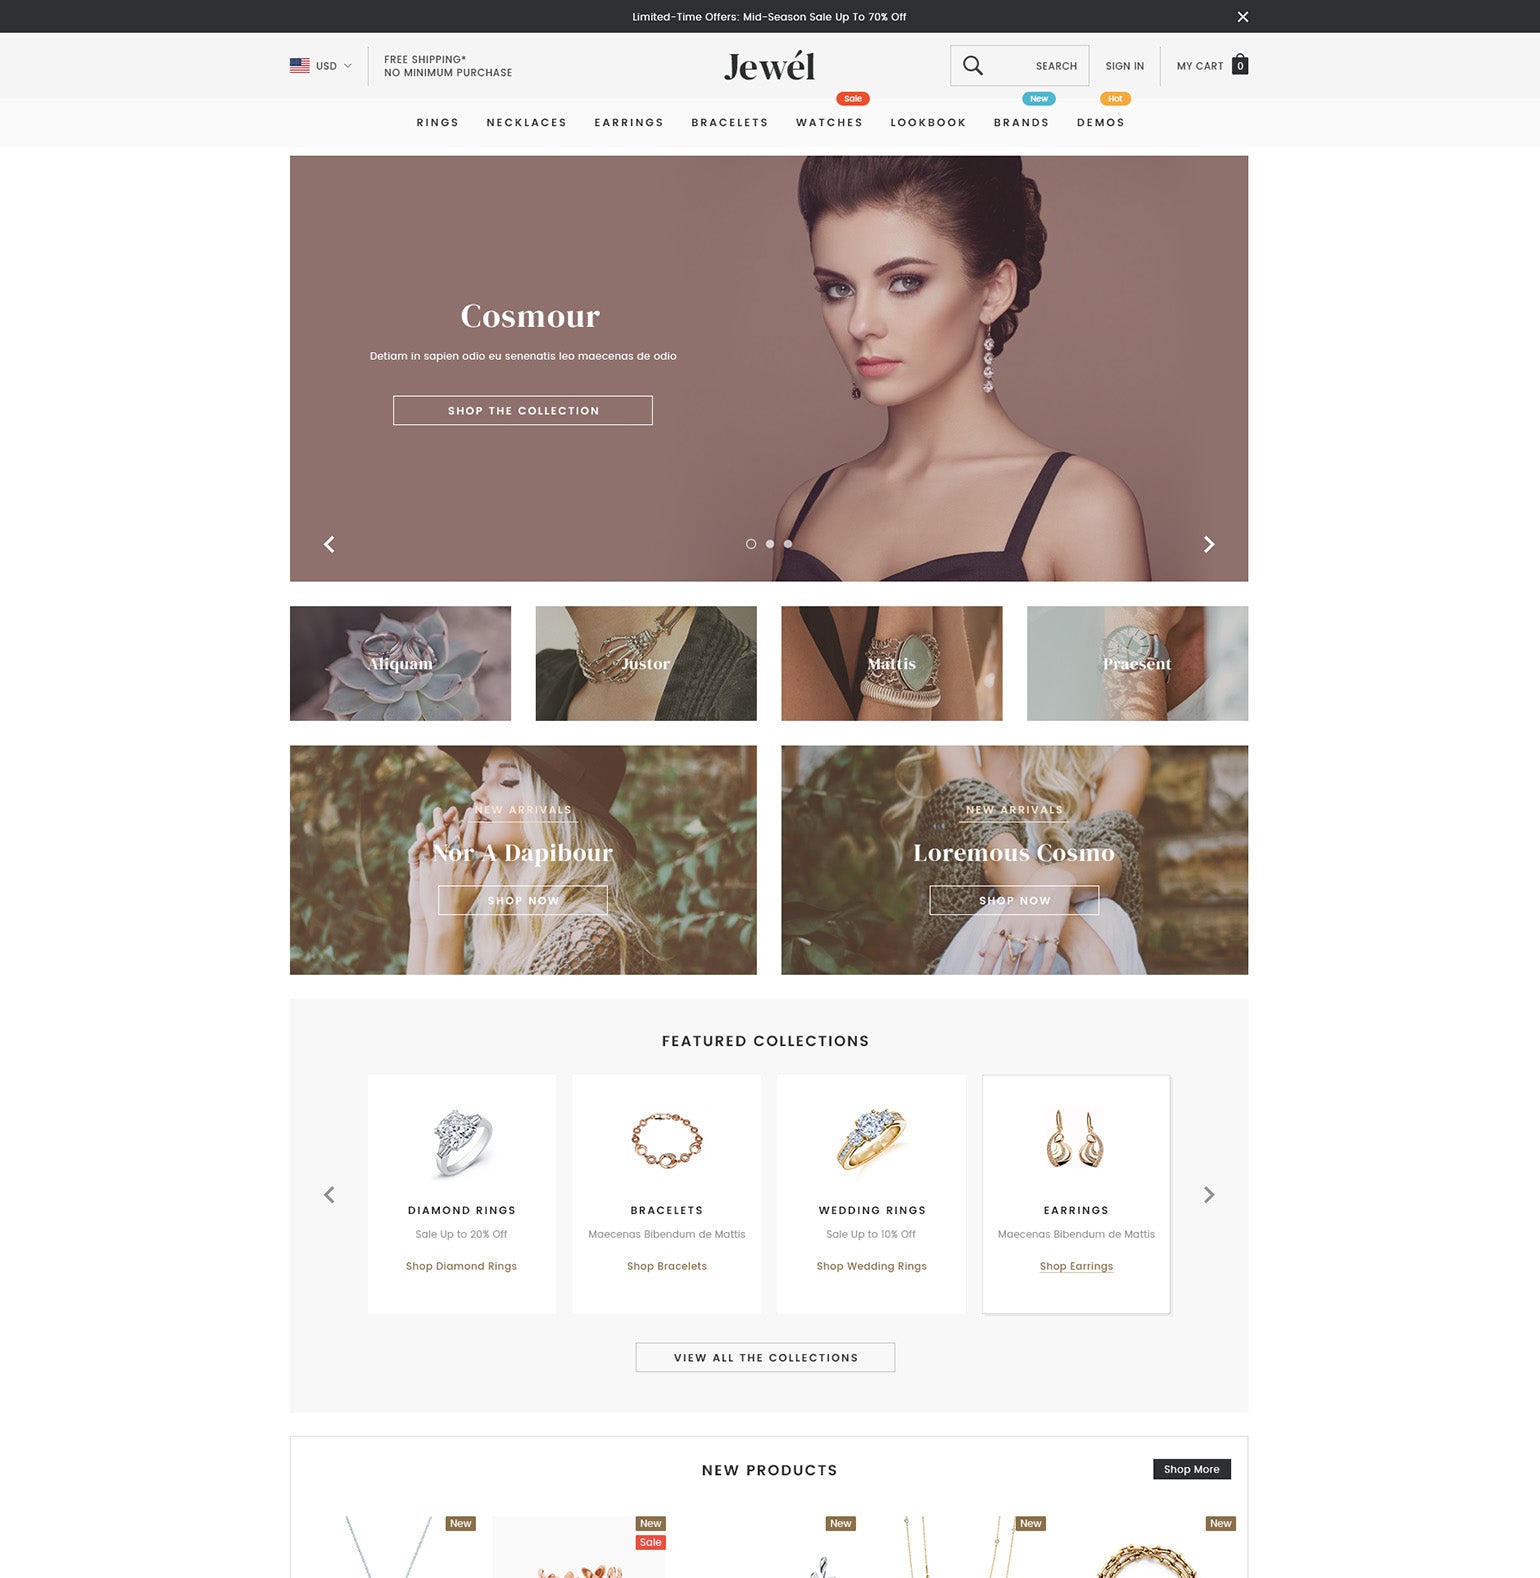 Limited-Time Offers: Mid-Season Sale Up To 70% Off
USD
FREE SHIPPING*
NO MINIMUM PURCHASE
Jewél
SEARCH
SIGN IN
MY CART
0
Sale
New
Hot
RINGS NECKLACES EARRINGS BRACELETS WATCHES LOOKBOOK BRANDS DEMOS
Cosmour
Detiam in sapien odio eu senenatis leo maecenas de odio
SHOP THE COLLECTION
Aliquam
Justor
Mattis
Praesent
NEW ARRIVALS
Nor A Dapibour
SHOP NOW
NEW ARRIVALS
Loremous Cosmo
SHOP NOW
FEATURED COLLECTIONS
DIAMOND RINGS
Sale Up to 20% Off
Shop Diamond Rings
BRACELETS
Maecenas Bibendum de Mattis
Shop Bracelets
WEDDING RINGS
Sale Up to 10% Off
Shop Wedding Rings
EARRINGS
Maecenas Bibendum de Mattis
Shop Earrings
VIEW ALL THE COLLECTIONS
NEW PRODUCTS
Shop More
New
New
Sale
New
New
New